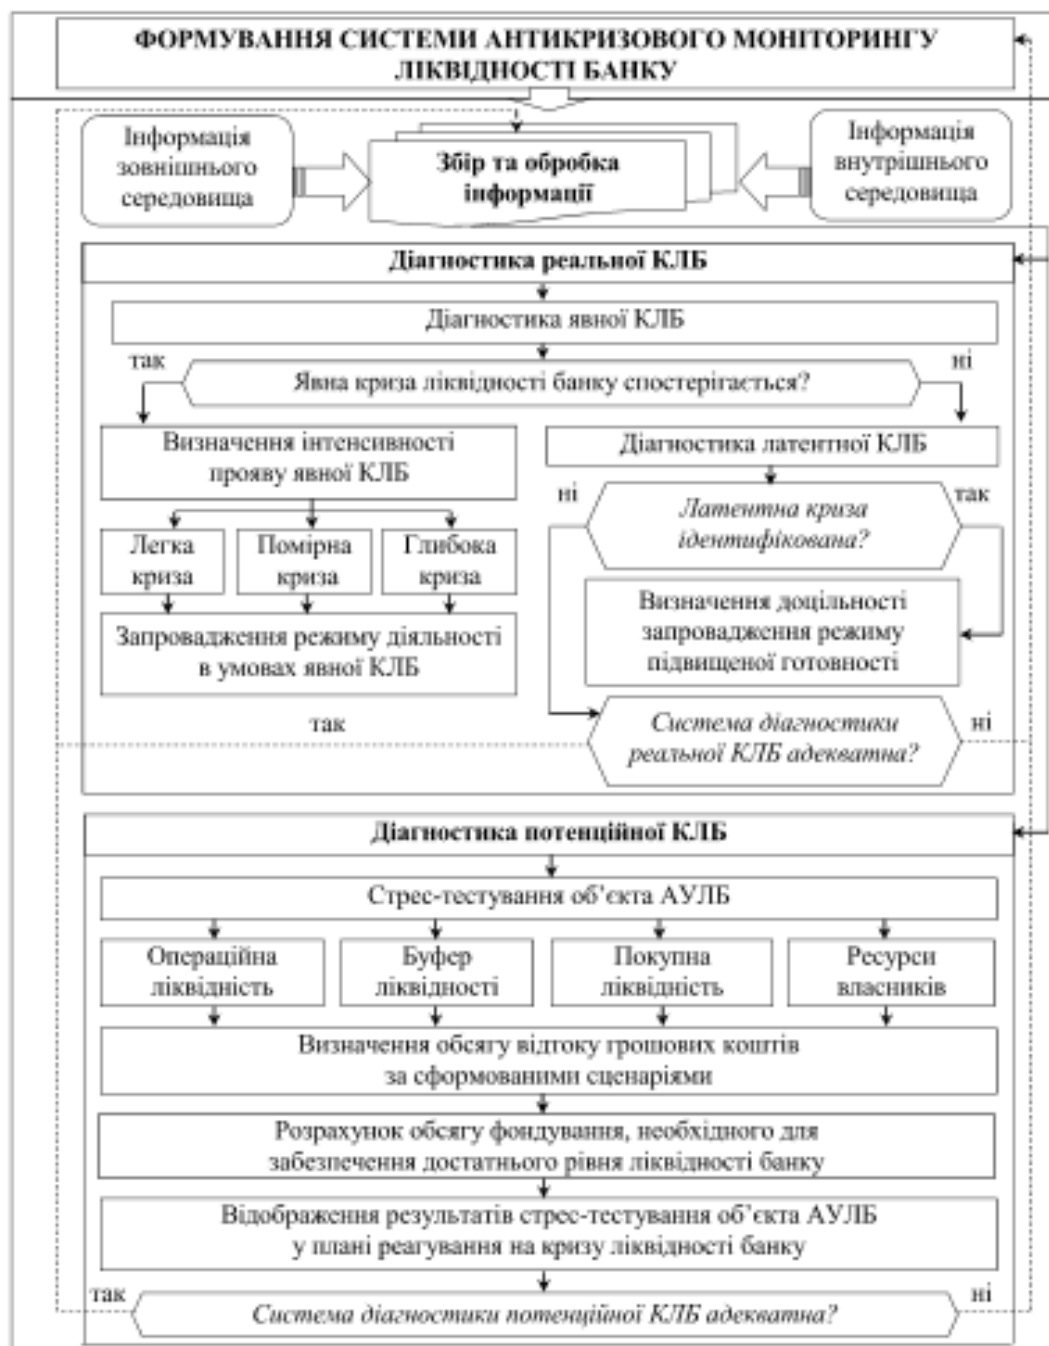 ФОРМУВАННЯ СИСТЕМИ АНТИКРИЗОВОГО МОНІТОРИНГУ
ЛІКВІДНОСТІ БАНКУ
Інформація
зовнішнього
середовища
Збір та обробка
інформації
Інформація
внутрішнього
середовища
Діагностика реальної КЛБ
Діагностика явної КЛБ
так
ні
Явна криза ліквідності банку спостерігається?
Визначення інтенсивності
прояву явної КЛБ
Діагностика латентної КЛБ
ні
так
Латентна криза
ідентифікована?
Легка
криза
Помірна
криза
Глибока
криза
Визначення доцільності
запровадження режиму
підвищеної готовності
Запровадження режиму діяльності
в умовах явної КЛБ
так
Система діагностики
реальної КЛБ адекватна?
ні
Діагностика потенційної КЛБ
Стрес-тестування об’єкта АУЛБ
Операційна
ліквідність
Буфер
ліквідності
Покупна
ліквідність
Ресурси
власників
Визначення обсягу відтоку грошових коштів
за сформованими сценаріями
Розрахунок обсягу фондування, необхідного для
забезпечення достатнього рівня ліквідності банку
Відображення результатів стрес-тестування об’єкта АУЛБ
у плані реагування на кризу ліквідності банку
так
ні
Система діагностики потенційної КЛБ адекватна?